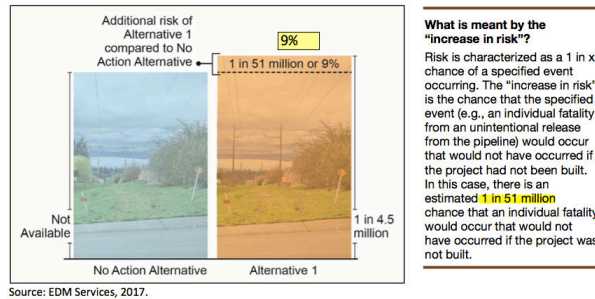 Additional risk of
Alternative 1
compared to No
Action Alternative
9%
1 in 51 million or 9%
Not
Available
1 in 4.5
million
No Action Alternative
Alternative 1
Source: EDM Services, 2017.
What is meant by the
“increase in risk”?
Risk is characterized as a 1 in x
chance of a specified event
occurring. The “increase in risk”
is the chance that the specified
event (e.g., an individual fatality
from an unintentional release
from the pipeline) would occur
that would not have occurred if
the project had not been built.
In this case, there is an
estimated 1 in 51 million
chance that an individual fatality
would occur that would not
have occurred if the project was
not built.